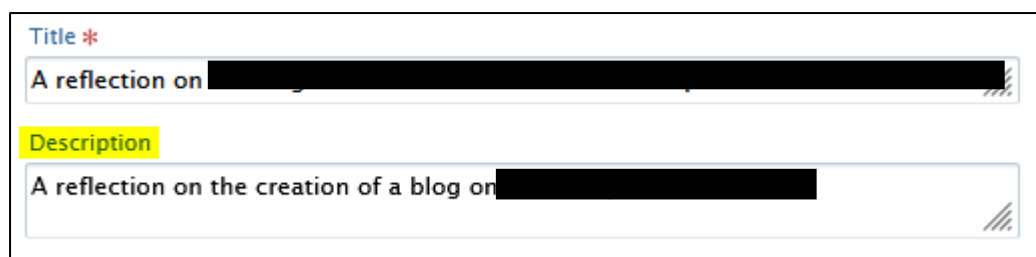 Title *
A reflection on
Description
A reflection on the creation of a blog on